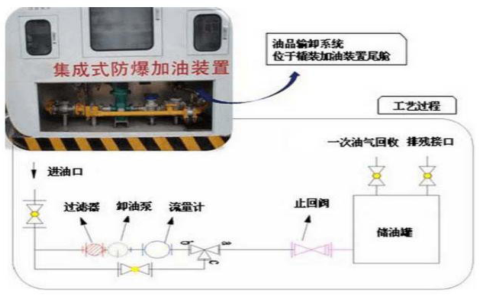 集成式防爆加油装置
油品输卸系统
位于撬装加油装置尾舱
工艺过程
一次油气回收 排残接口
进油口
过滤器 卸油泵 流量计
止回阀
储油罐
b a
c